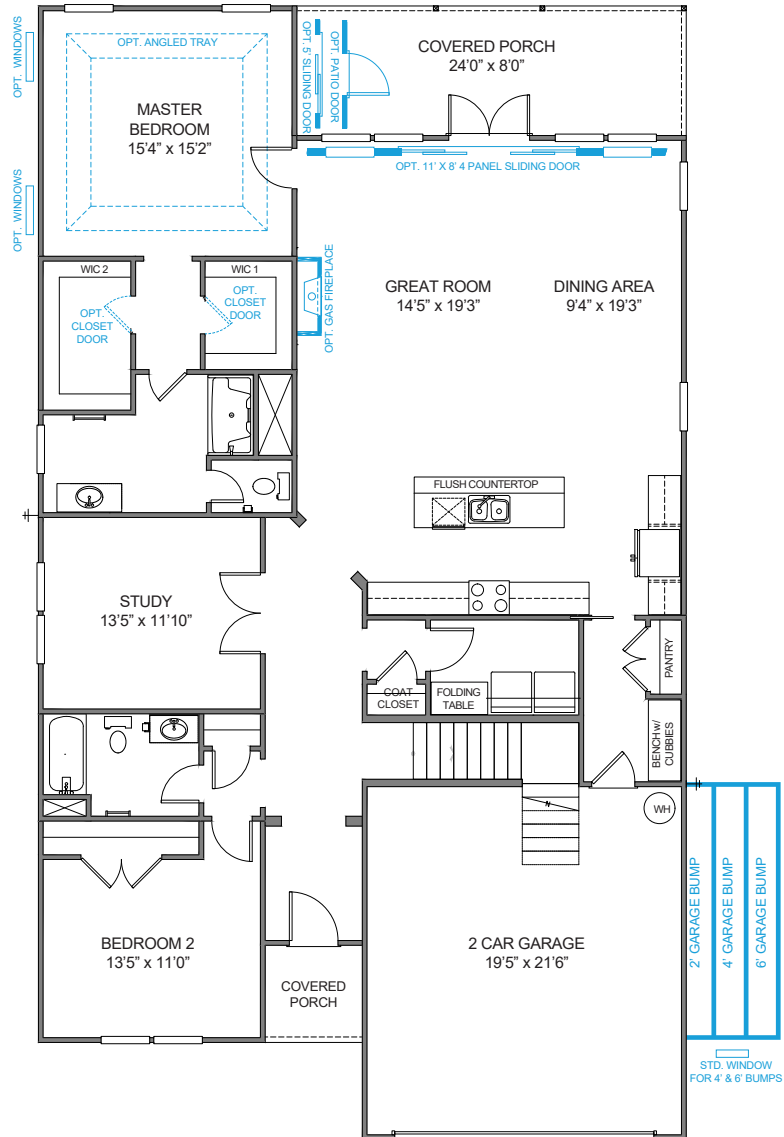 OPT. WINDOWS
OPT. ANGLED TRAY
MASTER
BEDROOM
15'4” x 15'2”
OPT. WINDOWS
OPT. 5' SLIDING DOOR
OPT. PATIO DOOR
COVERED PORCH
24'0” x 8'0”
OPT. 11' X 8' 4 PANEL SLIDING DOOR
WIC 2
OPT.
CLOSET
DOOR
WIC 1
OPT.
CLOSET
DOOR
OPT. GAS FIREPLACE
GREAT ROOM
14'5” x 19'3”
DINING AREA
9'4” x 19'3”
FLUSH COUNTERTOP
STUDY
13'5” x 11'10”
COAT
CLOSET
FOLDING
TABLE
PANTRY
BENCH w/
CUBBIES
WH
BEDROOM 2
13'5” x 11'0”
COVERED
PORCH
2 CAR GARAGE
19'5” x 21'6”
2' GARAGE BUMP
4' GARAGE BUMP
6' GARAGE BUMP
STD. WINDOW
FOR 4' & 6' BUMPS